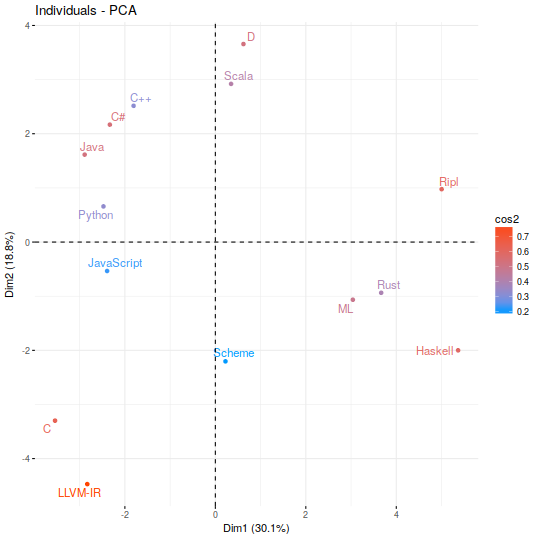 Individuals - PCA
4
D
Scala
C++
C#
2
Java
Ripl
Python
cos2
0
0.7
JavaScript
0.6
0.5
Rust
0.4
ML
0.3
0.2
Scheme
Haskell
-2
C
-4
LLVM-IR
-2
0
2
4
Dim1 (30.1%)
Dim2 (18.8%)